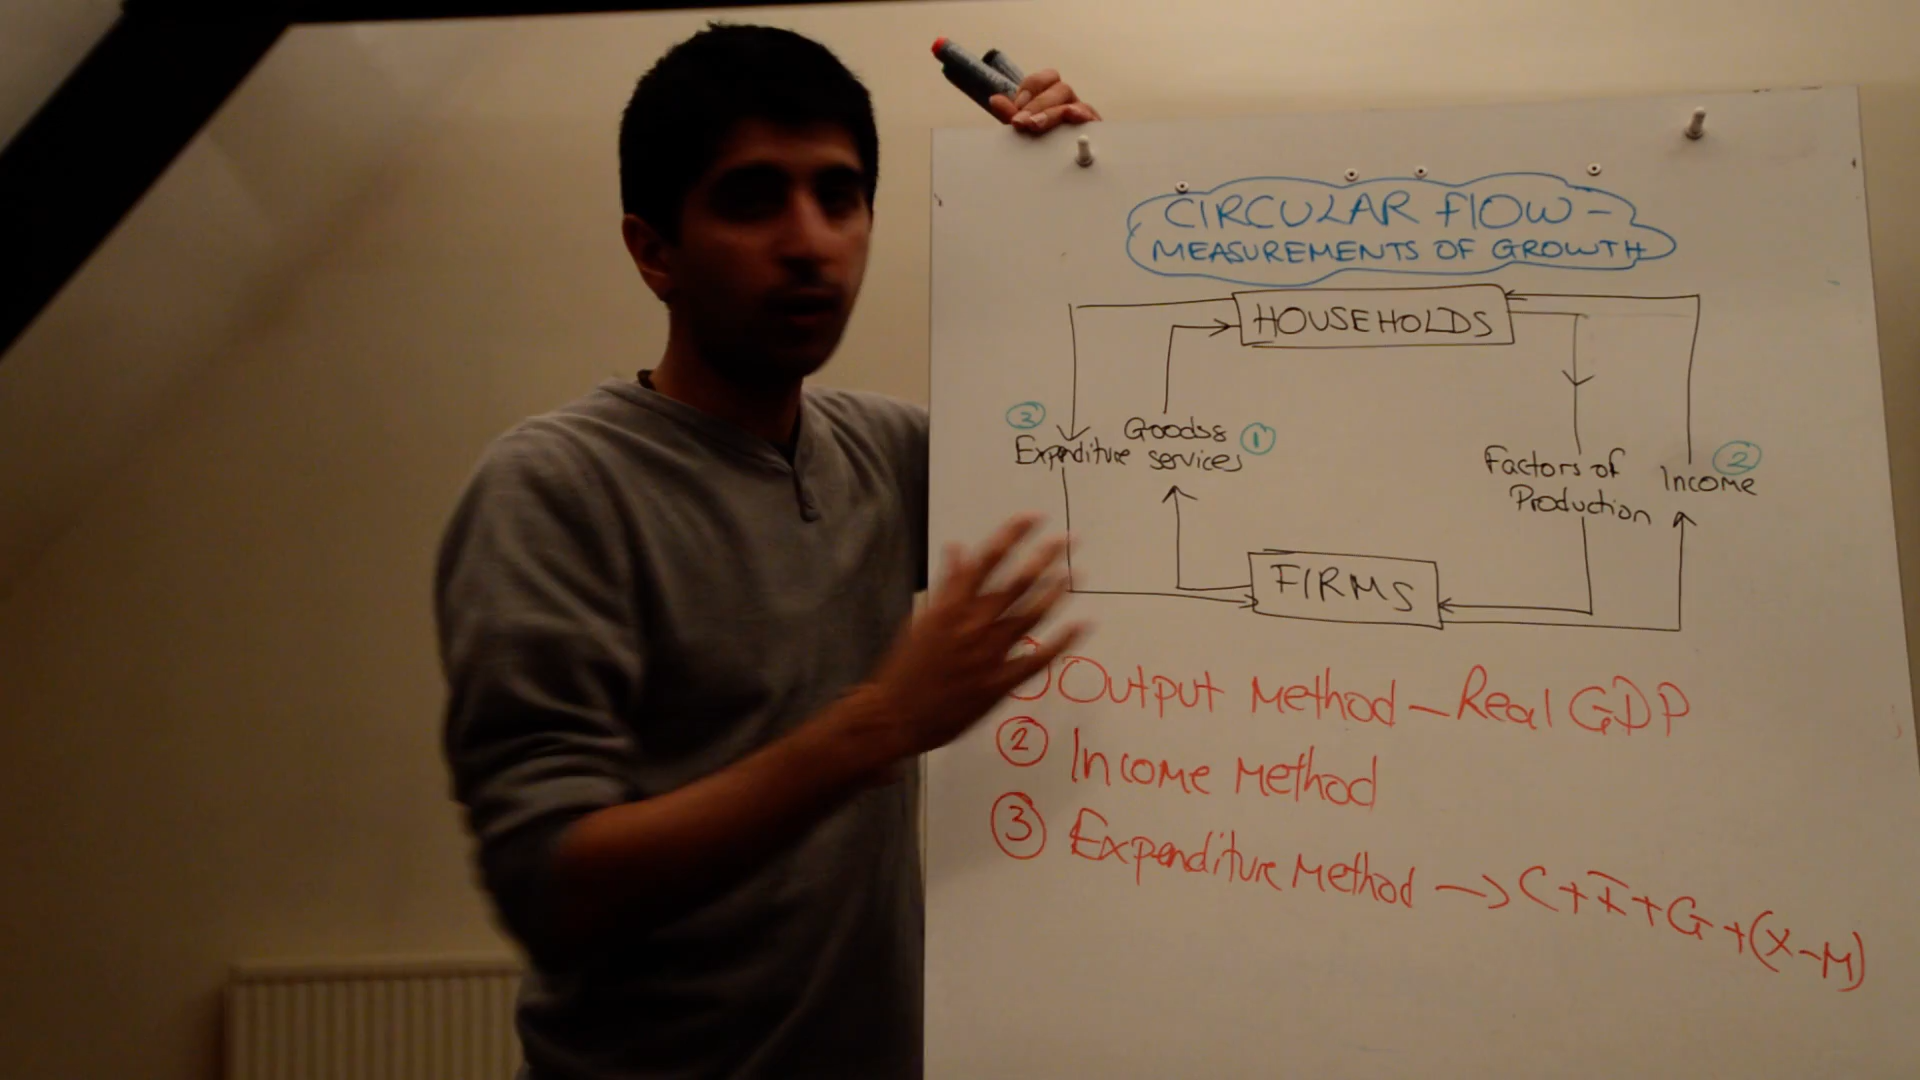 CIRCULAR FLOW -
MEASUREMENTS OF GROWTH
HOUSEHOLDS
3
Expenditure
Goods &
services
1
Factors of
Production
Income
2
FIRMS
Output Method - Real GDP
2 Income Method
3 Expenditure Method → C + I + G + (X - M)